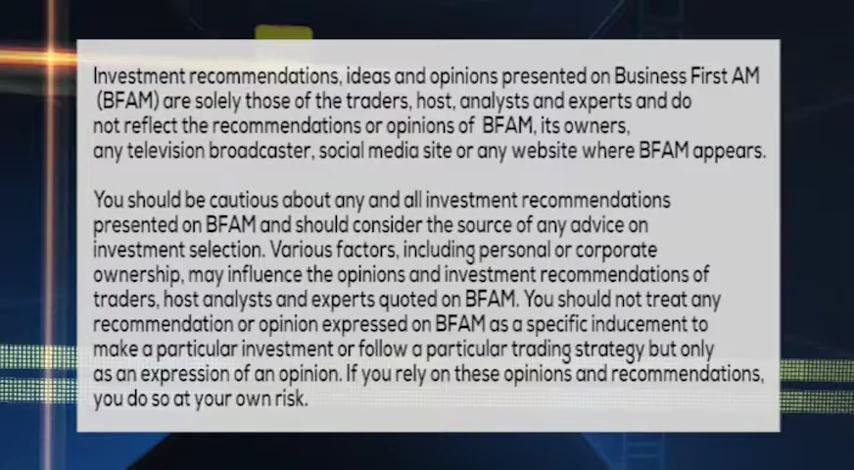 Investment recommendations, ideas and opinions presented on Business First AM
(BFAM) are solely those of the traders, host, analysts and experts and do
not reflect the recommendations or opinions of BFAM, its owners,
any television broadcaster, social media site or any website where BFAM appears.
You should be cautious about any and all investment recommendations
presented on BFAM and should consider the source of any advice on
investment selection. Various factors, including personal or corporate
ownership, may influence the opinions and investment recommendations of
traders, host analysts and experts quoted on BFAM. You should not treat any
recommendation or opinion expressed on BFAM as a specific inducement to
make a particular investment or follow a particular trading strategy but only
as an expression of an opinion. If you rely on these opinions and recommendations,
you do so at your own risk.